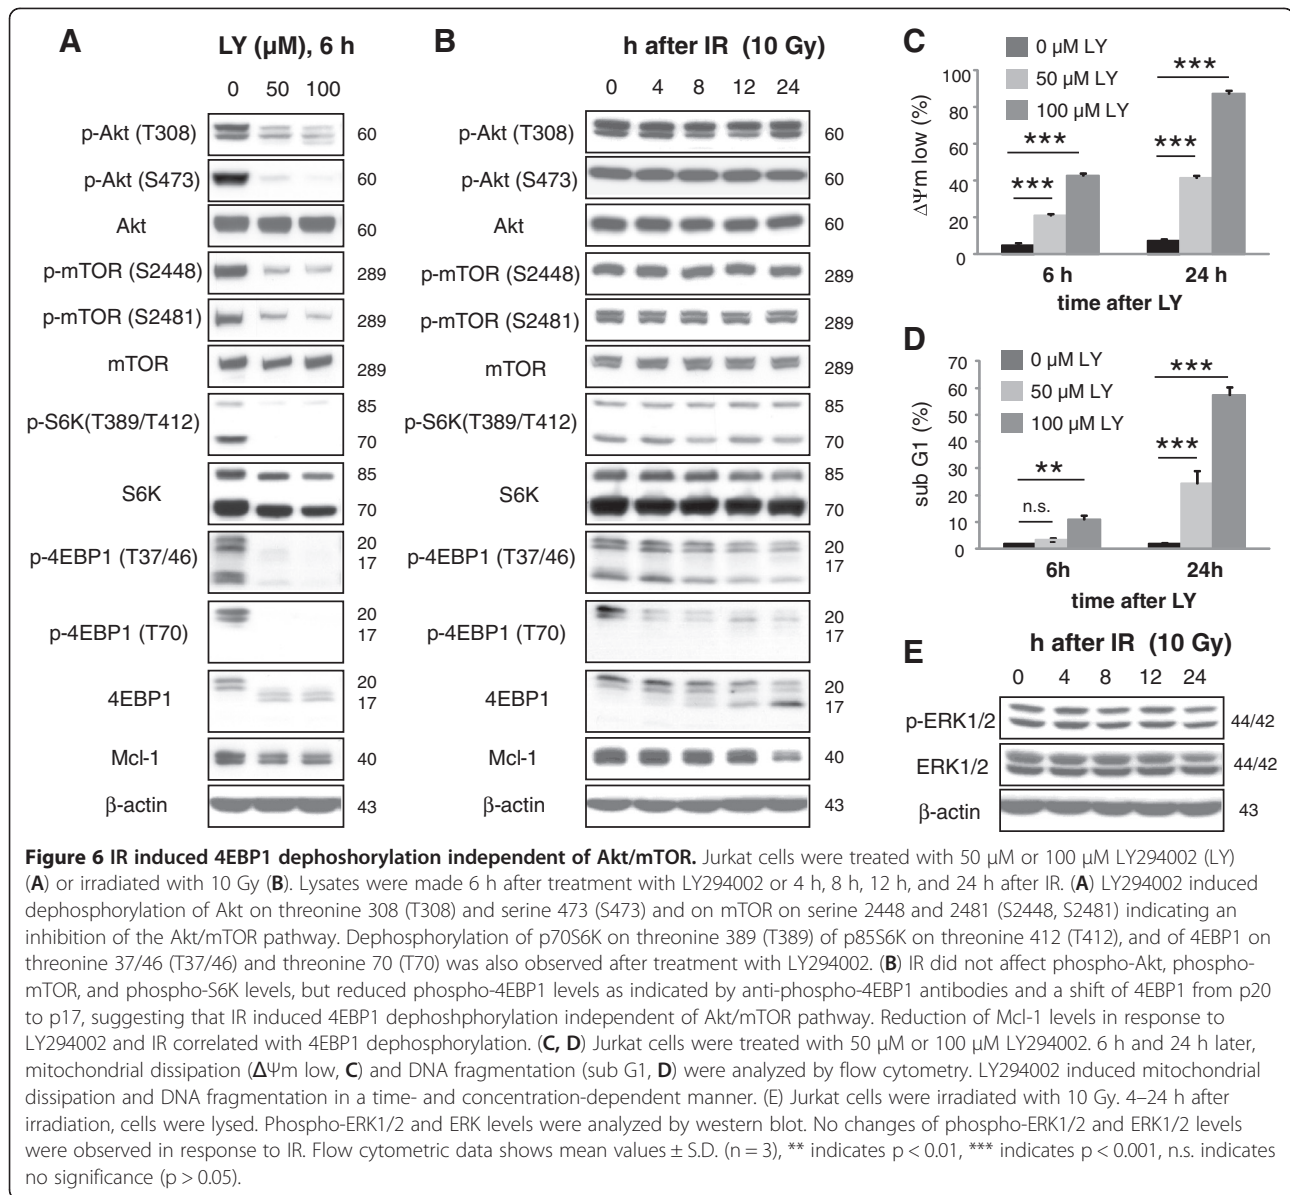 A
LY (µM), 6 h
0 50 100
p-Akt (T308) 60
p-Akt (S473) 60
Akt 60
p-mTOR (S2448) 289
p-mTOR (S2481) 289
mTOR 289
p-S6K(T389/T412) 85
70
S6K 85
70
p-4EBP1 (T37/46) 20
17
p-4EBP1 (T70) 20
17
4EBP1 20
17
Mcl-1 40
β-actin 43
B
h after IR (10 Gy)
0 4 8 12 24
p-Akt (T308) 60
p-Akt (S473) 60
Akt 60
p-mTOR (S2448) 289
p-mTOR (S2481) 289
mTOR 289
p-S6K(T389/T412) 85
70
S6K 85
70
p-4EBP1 (T37/46) 20
17
p-4EBP1 (T70) 20
17
4EBP1 20
17
Mcl-1 40
β-actin 43
C
0 µM LY
50 µM LY
100 µM LY
ΔΨm low (%)
100
80
60
40
20
0
***
***
***
***
6 h 24 h
time after LY
D
0 µM LY
50 µM LY
100 µM LY
sub G1 (%)
70
60
50
40
30
20
10
0
n.s.
**
***
***
6h 24h
time after LY
E
h after IR (10 Gy)
0 4 8 12 24
p-ERK1/2 44/42
ERK1/2 44/42
β-actin 43
Figure 6 IR induced 4EBP1 dephoshorylation independent of Akt/mTOR. Jurkat cells were treated with 50 µM or 100 µM LY294002 (LY)
(A) or irradiated with 10 Gy (B). Lysates were made 6 h after treatment with LY294002 or 4 h, 8 h, 12 h, and 24 h after IR. (A) LY294002 induced
dephosphorylation of Akt on threonine 308 (T308) and serine 473 (S473) and on mTOR on serine 2448 and 2481 (S2448, S2481) indicating an
inhibition of the Akt/mTOR pathway. Dephosphorylation of p70S6K on threonine 389 (T389) of p85S6K on threonine 412 (T412), and of 4EBP1 on
threonine 37/46 (T37/46) and threonine 70 (T70) was also observed after treatment with LY294002. (B) IR did not affect phospho-Akt, phospho-
mTOR, and phospho-S6K levels, but reduced phospho-4EBP1 levels as indicated by anti-phospho-4EBP1 antibodies and a shift of 4EBP1 from p20
to p17, suggesting that IR induced 4EBP1 dephoshphorylation independent of Akt/mTOR pathway. Reduction of Mcl-1 levels in response to
LY294002 and IR correlated with 4EBP1 dephosphorylation. (C, D) Jurkat cells were treated with 50 µM or 100 µM LY294002. 6 h and 24 h later,
mitochondrial dissipation (ΔΨm low, C) and DNA fragmentation (sub G1, D) were analyzed by flow cytometry. LY294002 induced mitochondrial
dissipation and DNA fragmentation in a time- and concentration-dependent manner. (E) Jurkat cells were irradiated with 10 Gy. 4–24 h after
irradiation, cells were lysed. Phospho-ERK1/2 and ERK levels were analyzed by western blot. No changes of phospho-ERK1/2 and ERK1/2 levels
were observed in response to IR. Flow cytometric data shows mean values ± S.D. (n = 3), ** indicates p < 0.01, *** indicates p < 0.001, n.s. indicates
no significance (p > 0.05).